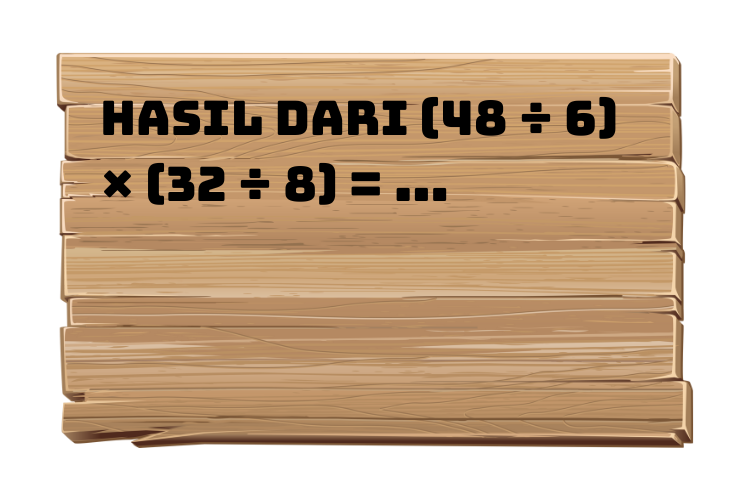 HASIL DARI (48 ÷ 6)
× (32 ÷ 8) = ...